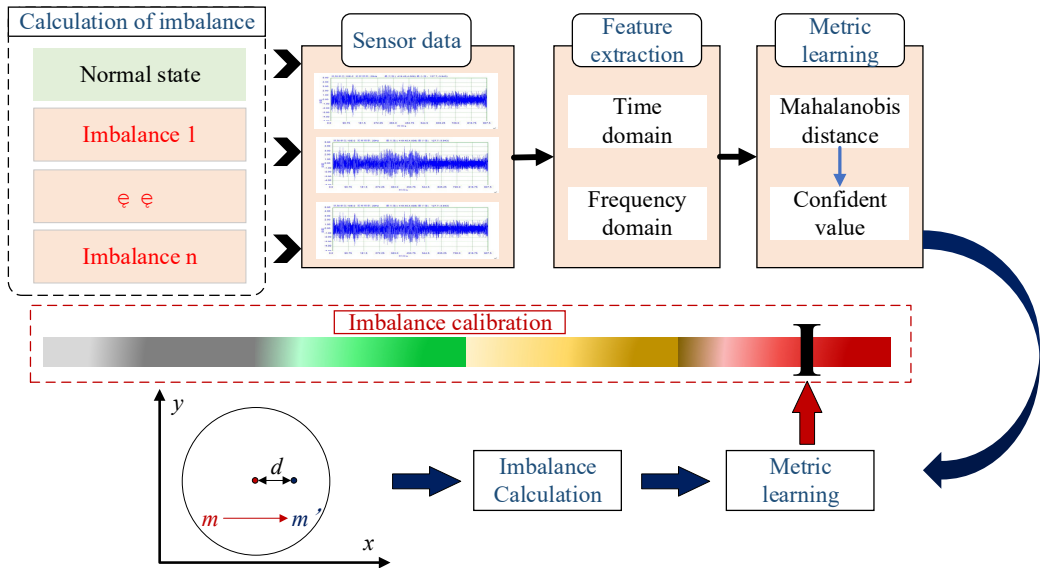 Calculation of imbalance
Normal state
Imbalance 1
ę ę
Imbalance n
Sensor data
Feature
extraction
Time
domain
Frequency
domain
Metric
learning
Mahalanobis
distance
Confident
value
Imbalance calibration
y
d
m
m’
x
Imbalance
Calculation
Metric
learning